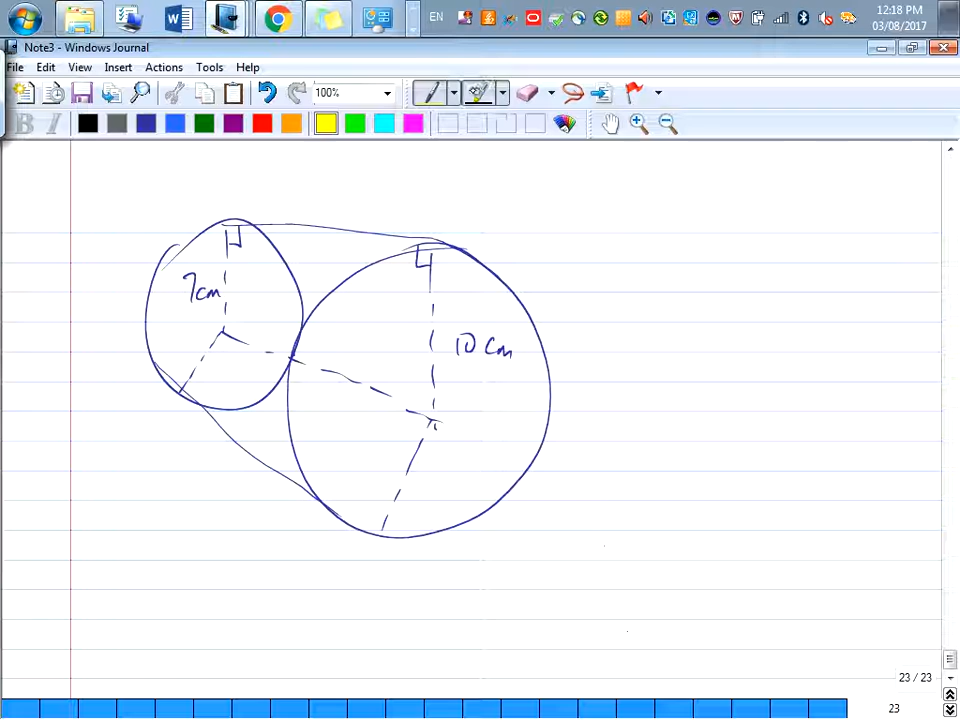 EN
12:18 PM
03/08/2017
Note3 - Windows Journal
File Edit View Insert Actions Tools Help
100%
B I
7cm
10 cm
23 / 23
23